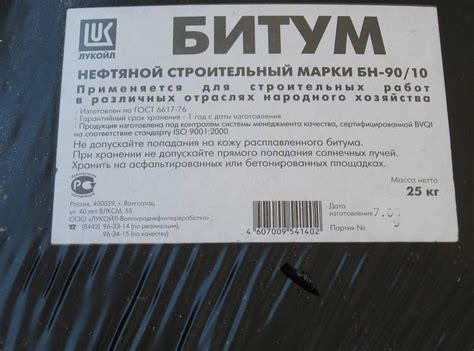 LUK
ЛУКОЙЛ
БИТУМ
НЕФТЯНОЙ СТРОИТЕЛЬНЫЙ МАРКИ БН-90/10
Применяется для строительных работ
в различных отраслях народного хозяйства
- Изготовлен по ГОСТ 6617-76
- Гарантийный срок хранения - 1 год с даты изготовления
- Продукция изготовлена под контролем системы менеджмента качества, сертифицированной BVQI
на соответствие стандарту ISO 9001:2000.
Не допускайте попадания на кожу расплавленного битума.
При хранении не допускайте прямого попадания солнечных лучей.
Хранить на асфальтированных или бетонированных площадках.
Масса нетто
25 кг
Россия, 400029, г. Волгоград,
ул. 40 лет ВЛКСМ, 55
ООО «ЛУКОЙЛ-Волгограднефтепереработка»
(8442) 96-33-14 (по реализации),
96-34-15 (по качеству)
4607009541402
Дата
изготовления
Партия №